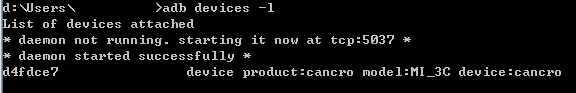 d:\Users\ >adb devices -l
List of devices attached
* daemon not running. starting it now at tcp:5037 *
* daemon started successfully *
d4fdce7 device product:cancro model:MI_3C device:cancro